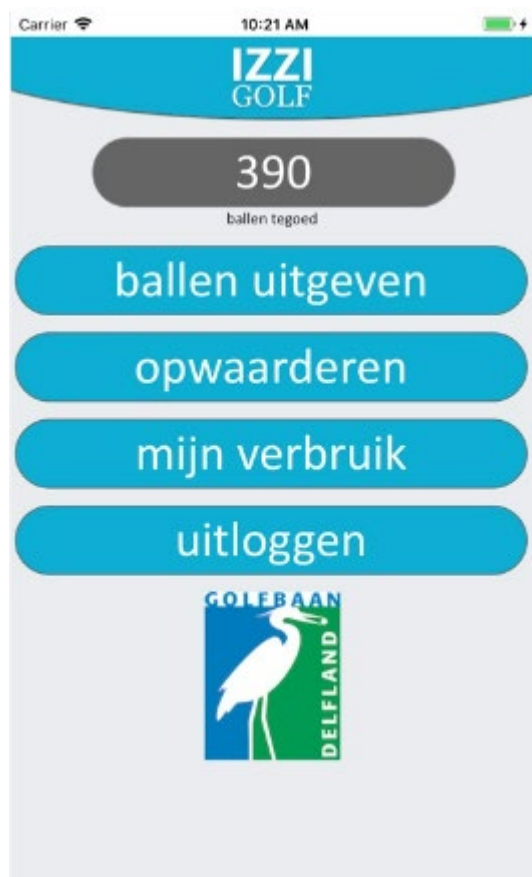 Carrier 10:21 AM
IZZI
GOLF
390
ballen tegoed
ballen uitgeven
opwaarderen
mijn verbruik
uitloggen
GOLFBAAN
DELFLAND